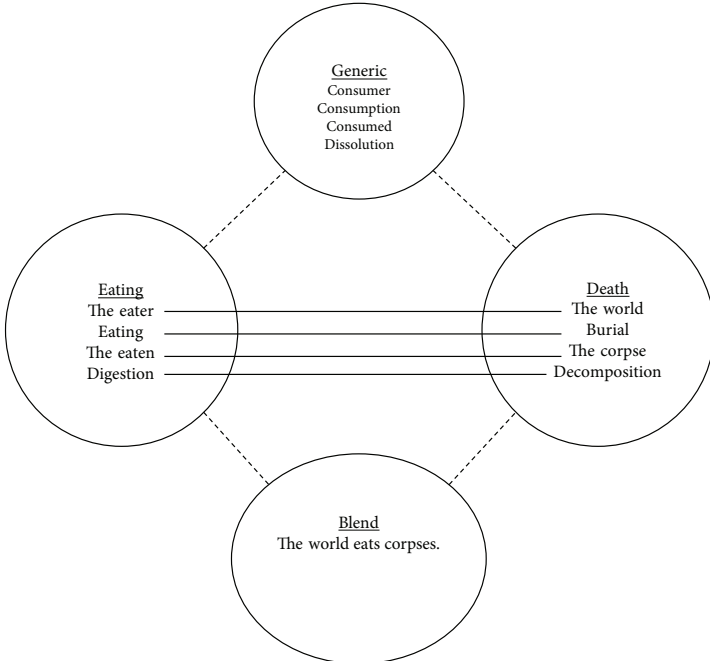 Generic
Consumer
Consumption
Consumed
Dissolution
Eating
The eater
Eating
The eaten
Digestion
Death
The world
Burial
The corpse
Decomposition
Blend
The world eats corpses.